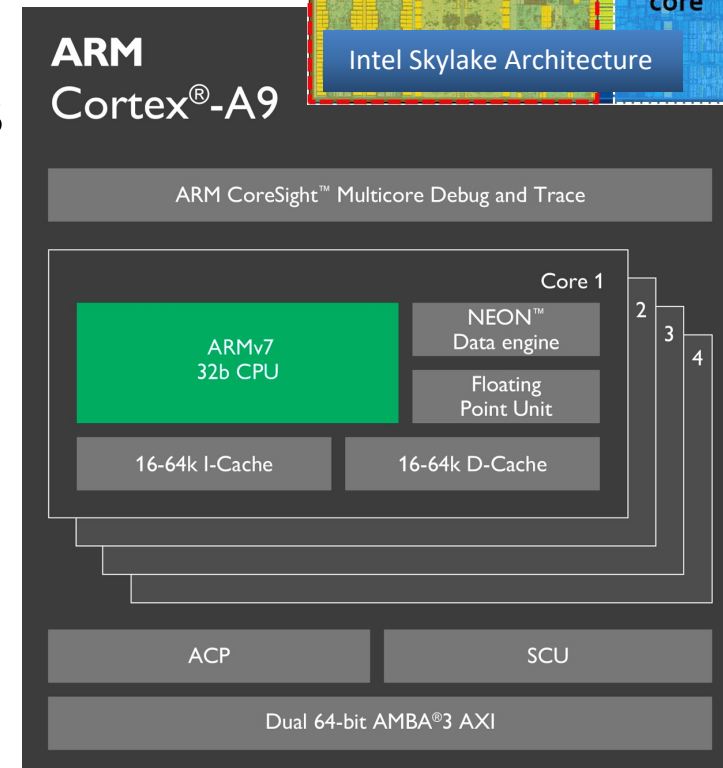 core
Intel Skylake Architecture
ARM
Cortex®-A9
ARM CoreSight™ Multicore Debug and Trace
Core 1
2
3
4
ARMv7
32b CPU
NEON™
Data engine
Floating
Point Unit
16-64k I-Cache
16-64k D-Cache
ACP
SCU
Dual 64-bit AMBA®3 AXI